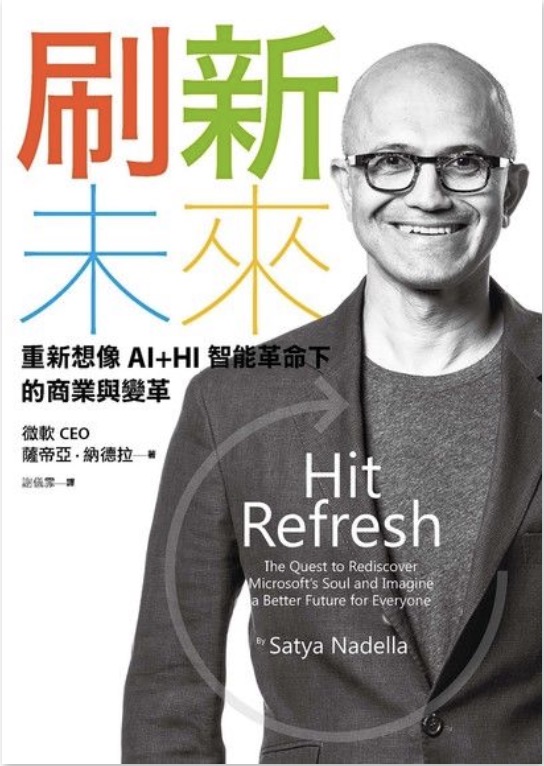 刷新
未來
重新想像 AI+HI 智能革命下
的商業與變革
微軟 CEO
薩帝亞·納德拉—著
謝儀霏—譯
Hit
Refresh
The Quest to Rediscover
Microsoft's Soul and Imagine
a Better Future for Everyone
By Satya Nadella